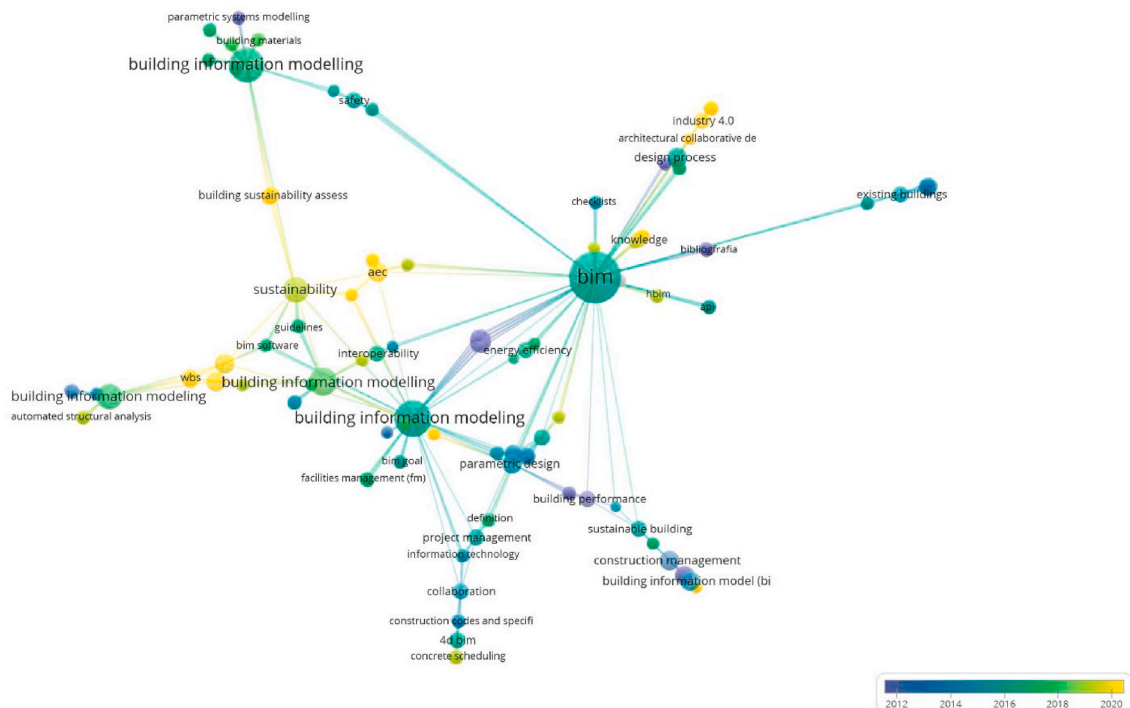 parametric systems modelling
building materials
building information modelling
safety
industry 4.0
architectural collaborative de
design process
building sustainability assess
existing buildings
checklists
knowledge
bibliografria
aec
bim
sustainability
hbim
apr
guidelines
bim software
interoperability
energy efficiency
wbs
building information modelling
building information modeling
automated structural analysis
building information modeling
bim goal
parametric design
facilities management (fm)
building performance
definition
sustainable building
project management
information technology
construction management
building information model (bi
collaboration
construction codes and specifi
4d bim
concrete scheduling
2012 2014 2016 2018 2020